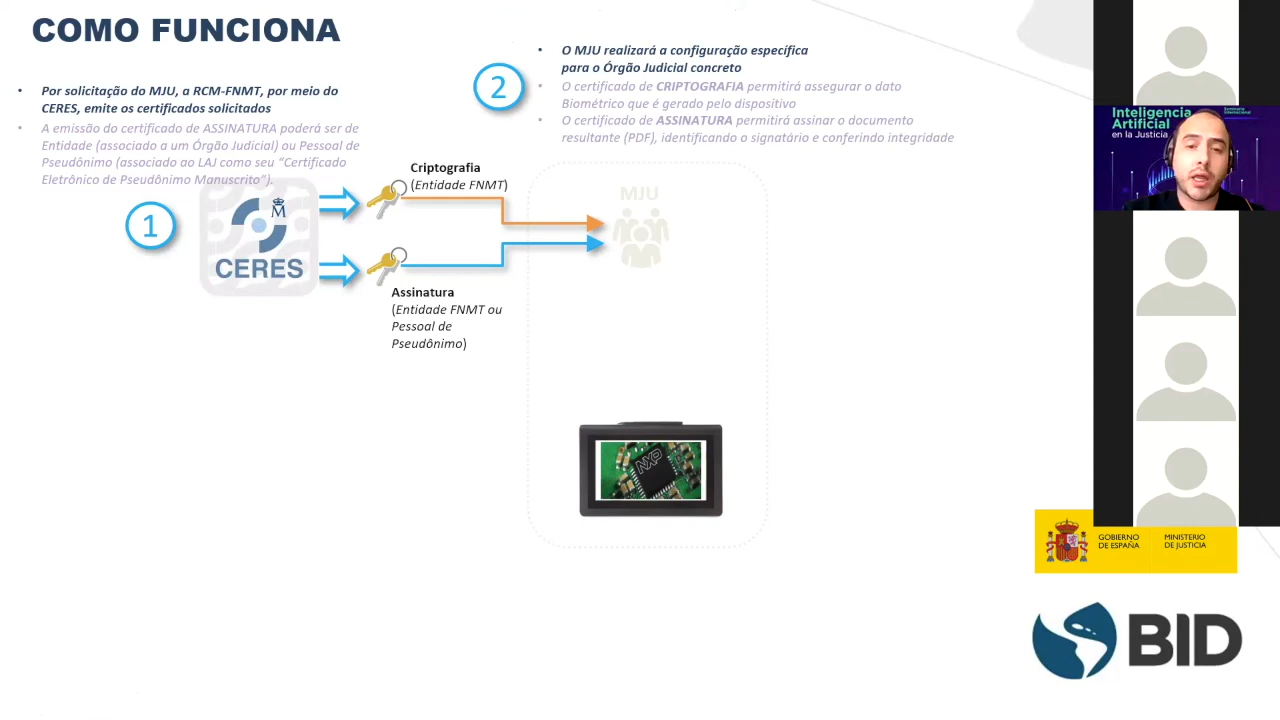 COMO FUNCIONA
• Por solicitação do MJU, a RCM-FNMT, por meio do
CERES, emite os certificados solicitados
• A emissão do certificado de ASSINATURA poderá ser de
Entidade (associado a um Órgão Judicial) ou Pessoal de
Pseudônimo (associado ao LAJ como seu “Certificado
Eletrônico de Pseudônimo Manuscrito”).
1
M
CERES
Criptografia
(Entidade FNMT)
Assinatura
(Entidade FNMT ou
Pessoal de
Pseudônimo)
2
• O MJU realizará a configuração específica
para o Órgão Judicial concreto
• O certificado de CRIPTOGRAFIA permitirá assegurar o dato
Biométrico que é gerado pelo dispositivo
• O certificado de ASSINATURA permitirá assinar o documento
resultante (PDF), identificando o signatário e conferindo integridade
MJU
NXP
Inteligencia
Artificial
en la Justicia
Seminario
Internacional
GOBIERNO
DE ESPAÑA
MINISTERIO
DE JUSTICIA
BID